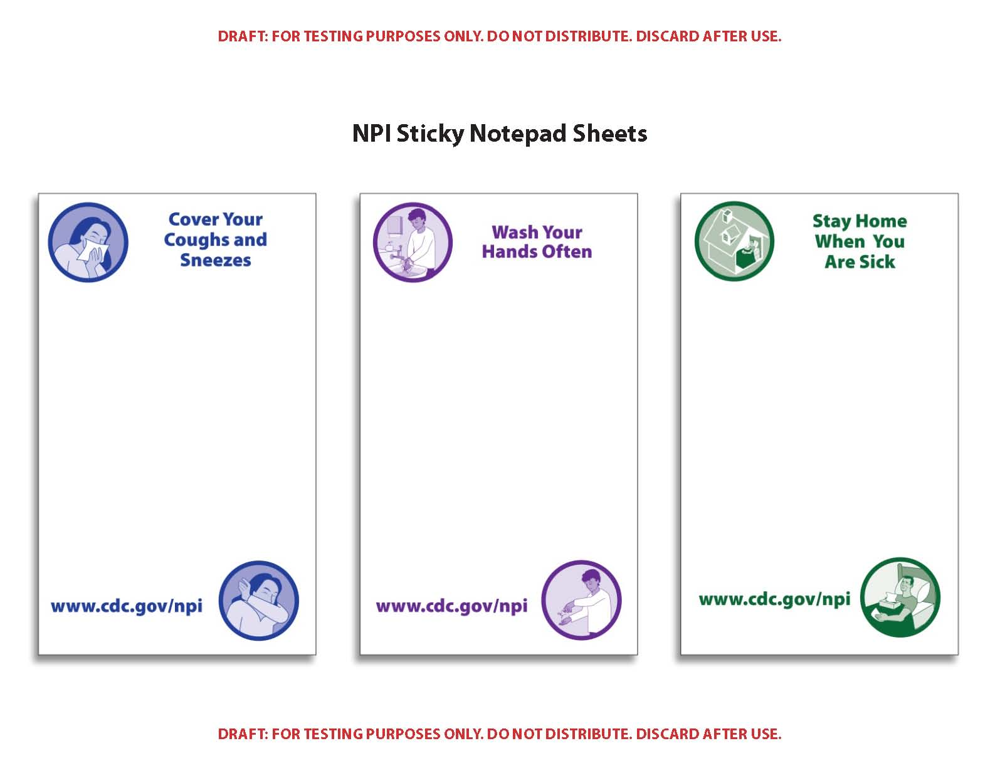 DRAFT: FOR TESTING PURPOSES ONLY. DO NOT DISTRIBUTE. DISCARD AFTER USE.
NPI Sticky Notepad Sheets
Cover Your
Coughs and
Sneezes
www.cdc.gov/npi
Wash Your
Hands Often
www.cdc.gov/npi
Stay Home
When You
Are Sick
www.cdc.gov/npi
DRAFT: FOR TESTING PURPOSES ONLY. DO NOT DISTRIBUTE. DISCARD AFTER USE.